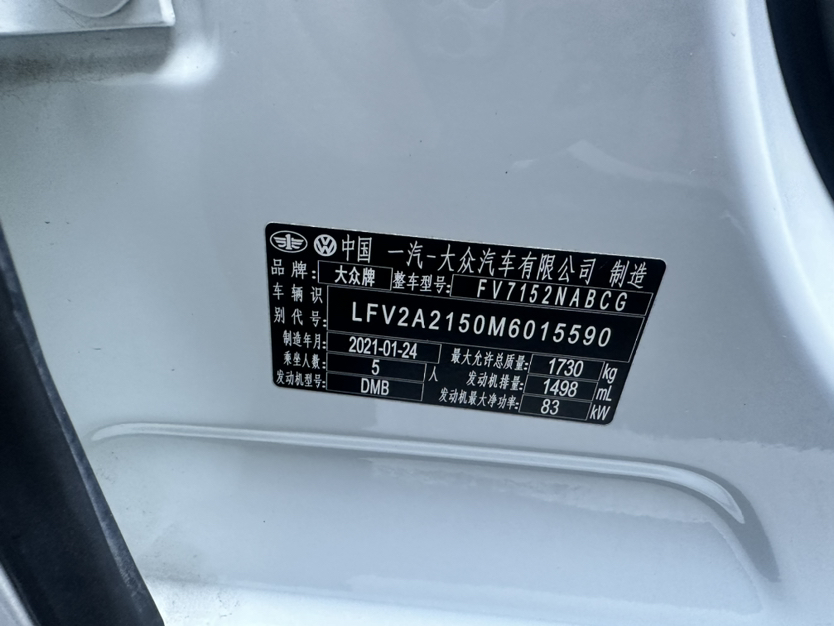 中国 一汽-大众汽车有限公司 制造
品牌: 大众牌 整车型号: FV7152NABCG
车辆识别代号: LFV2A2150M6015590
制造年月: 2021-01-24 最大允许总质量: 1730 kg
乘坐人数: 5 人 发动机排量: 1498 mL
发动机型号: DMB 发动机最大净功率: 83 kW